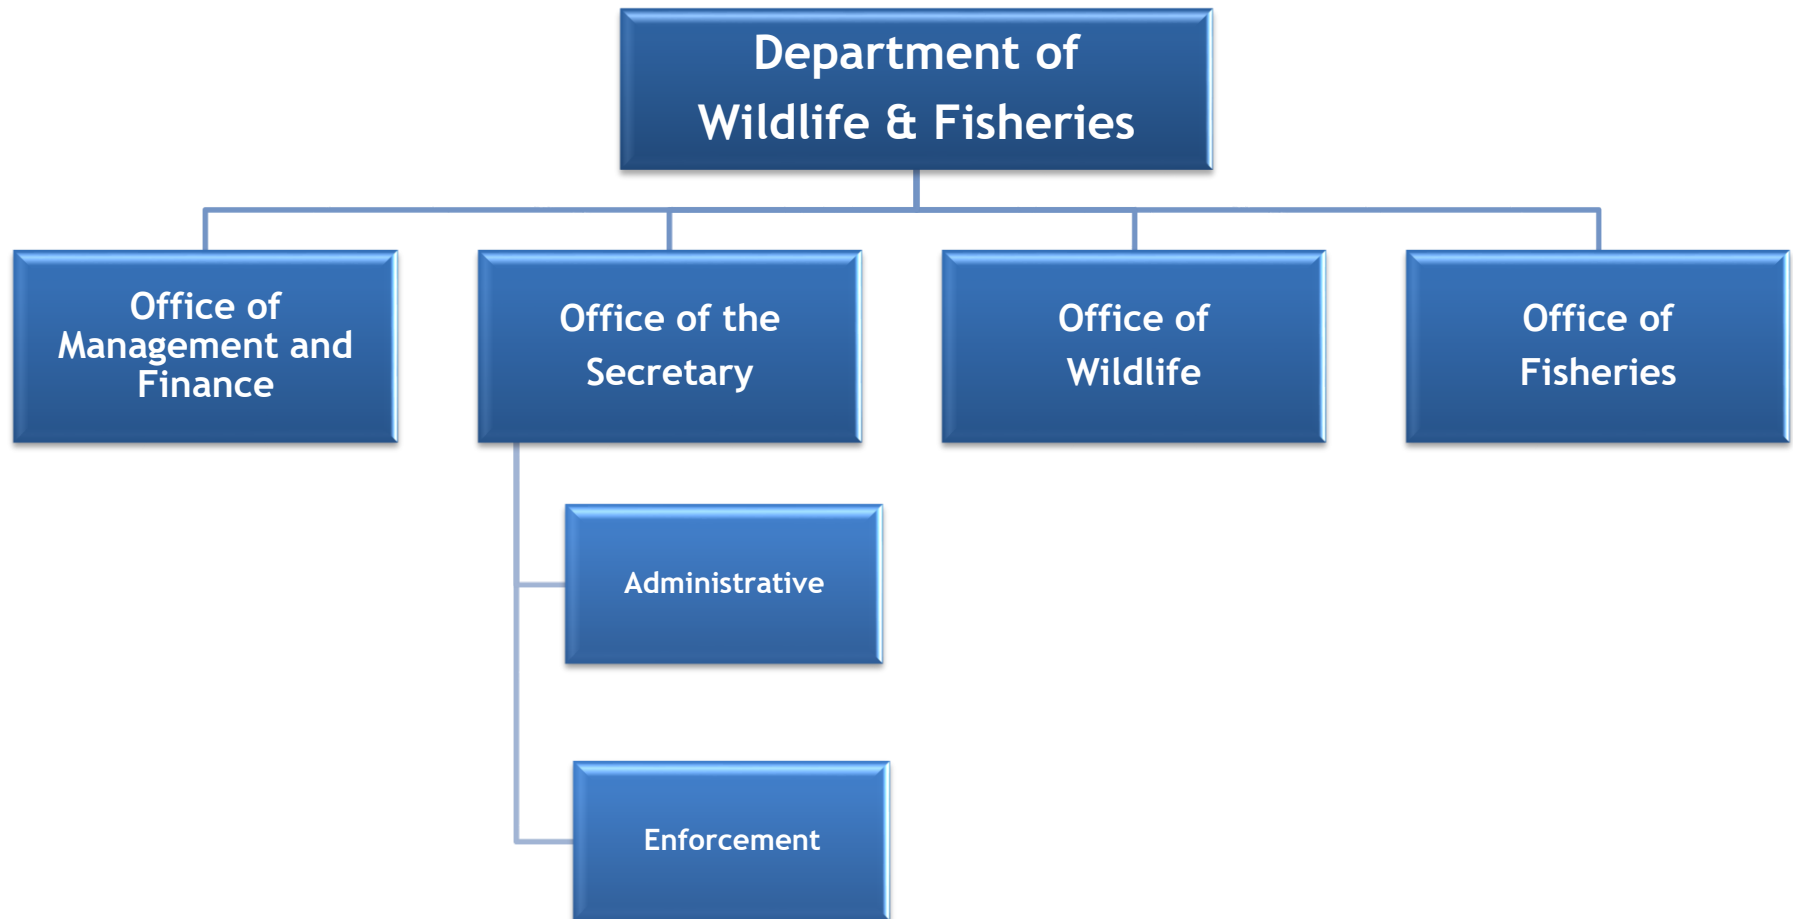 Department of
Wildlife & Fisheries
Office of
Management and
Finance
Office of the
Secretary
Office of
Wildlife
Office of
Fisheries
Administrative
Enforcement